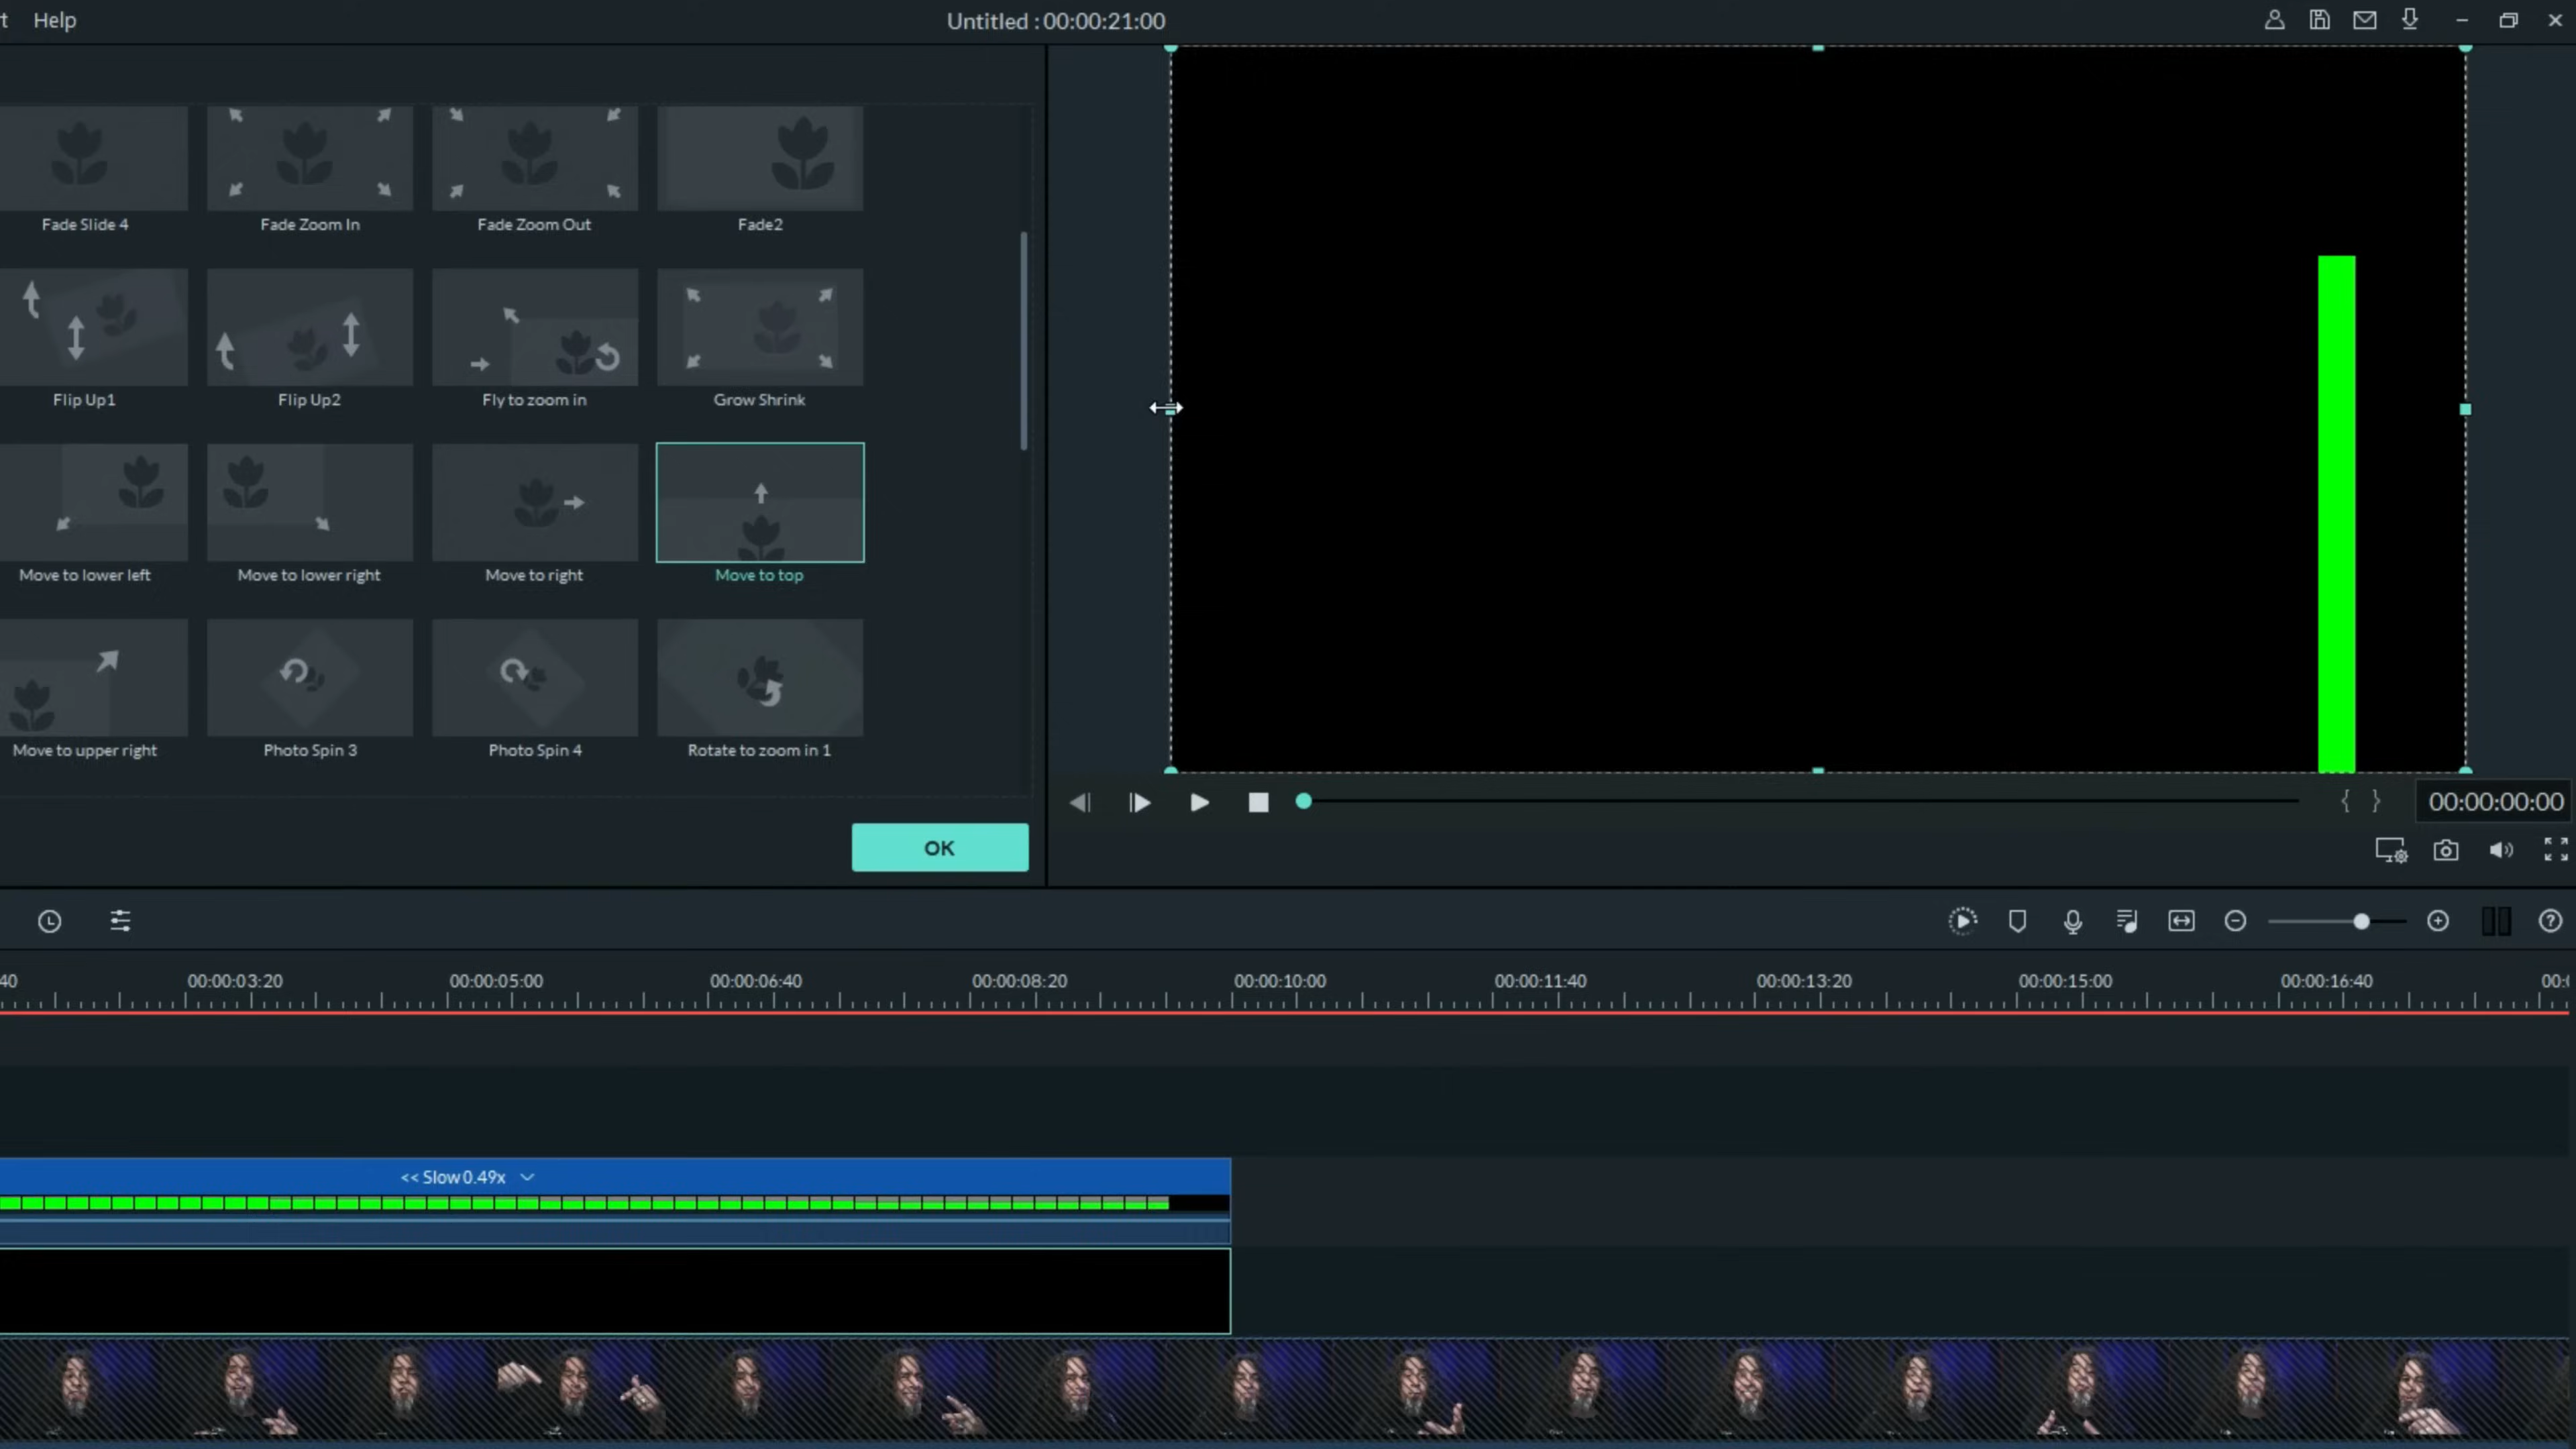 Help
Untitled : 00:00:21:00
Fade Slide 4
Fade Zoom In
Fade Zoom Out
Fade2
Flip Up1
Flip Up2
Fly to zoom in
Grow Shrink
Move to lower left
Move to lower right
Move to right
Move to top
Move to upper right
Photo Spin 3
Photo Spin 4
Rotate to zoom in 1
{ }
00:00:00:00
OK
40
00:00:03:20
00:00:05:00
00:00:06:40
00:00:08:20
00:00:10:00
00:00:11:40
00:00:13:20
00:00:15:00
00:00:16:40
<< Slow 0.49x